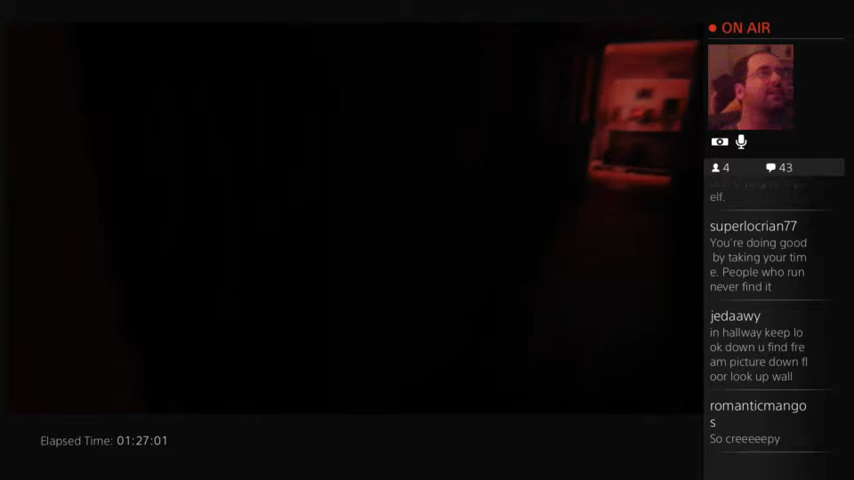 ON AIR
4 43
elf.
superlocrian77
You're doing good
by taking your tim
e. People who run
never find it
jedaawy
in hallway keep lo
ok down u find fre
am picture down fl
oor look up wall
romanticmango
s
So creeeeepy
Elapsed Time: 01:27:01